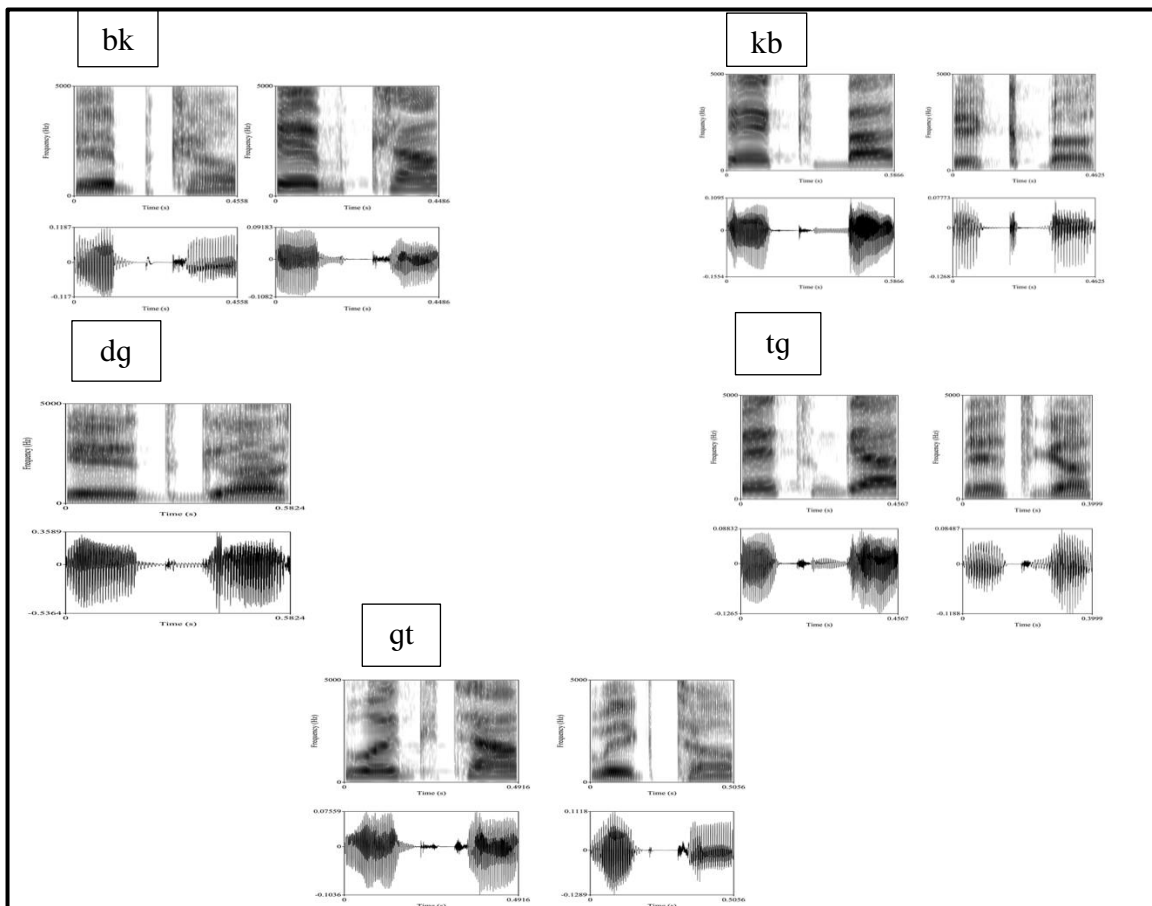 bk
5000
Frequency (Hz)
0
0
0.4558
Time (s)
5000
Frequency (Hz)
0
0
0.4486
Time (s)
0.1187
0
-0.117
0
0.4558
Time (s)
0.09183
0
-0.1082
0
0.4486
Time (s)
kb
5000
Frequency (Hz)
0
0
0.5866
Time (s)
5000
Frequency (Hz)
0
0
0.4625
Time (s)
0.1095
0
-0.1554
0
0.5866
Time (s)
0.07773
0
-0.1268
0
0.4625
Time (s)
dg
5000
Frequency (Hz)
0
0
0.5824
Time (s)
0.3589
0
-0.5364
0
0.5824
Time (s)
tg
5000
Frequency (Hz)
0
0
0.4567
Time (s)
5000
Frequency (Hz)
0
0
0.3999
Time (s)
0.08832
0
-0.1265
0
0.4567
Time (s)
0.08487
0
-0.1188
0
0.3999
Time (s)
gt
5000
Frequency (Hz)
0
0
0.4916
Time (s)
5000
Frequency (Hz)
0
0
0.5056
Time (s)
0.07559
0
-0.1036
0
0.4916
Time (s)
0.1118
0
-0.1289
0
0.5056
Time (s)